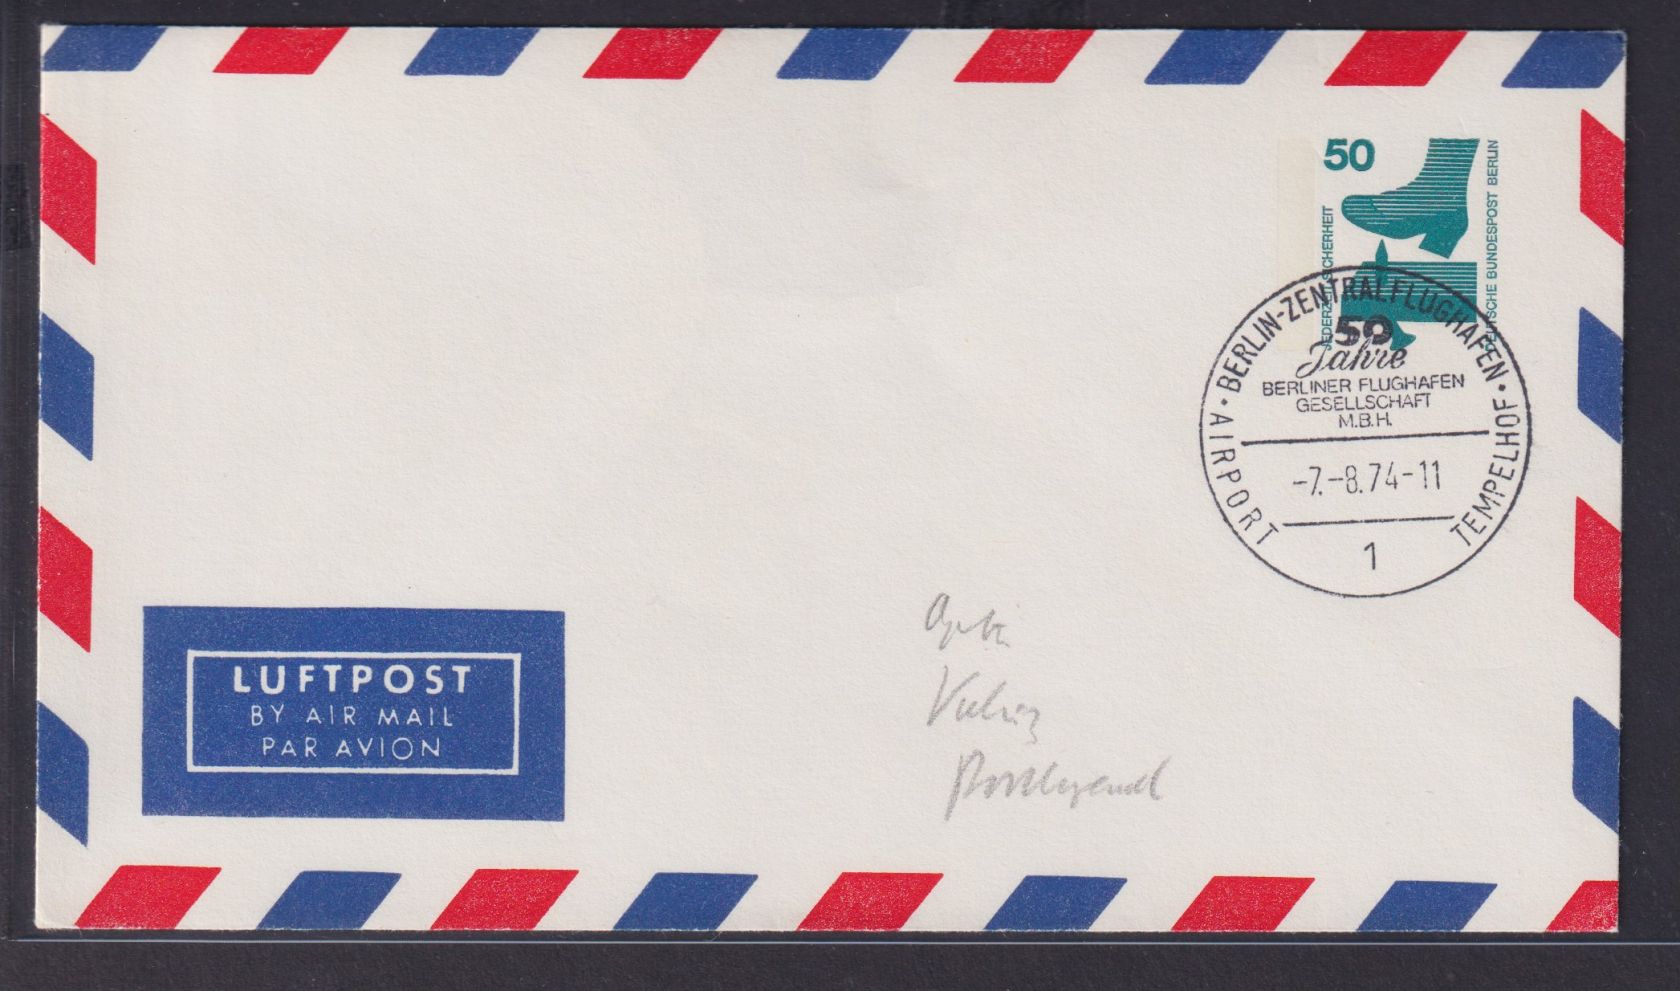 50
JEDERZEIT SICHERHEIT
DEUTSCHE BUNDESPOST BERLIN
BERLIN-ZENTRALFLUGHAFEN
50
Jahre
BERLINER FLUGHAFEN
GESELLSCHAFT
M.B.H.
-7.-8.74-11
AIRPORT
TEMPELHOF
1
LUFTPOST
BY AIR MAIL
PAR AVION